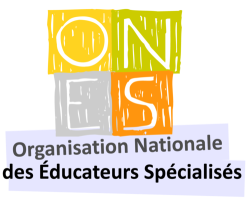 ON
ES
Organisation Nationale
des Éducateurs Spécialisés